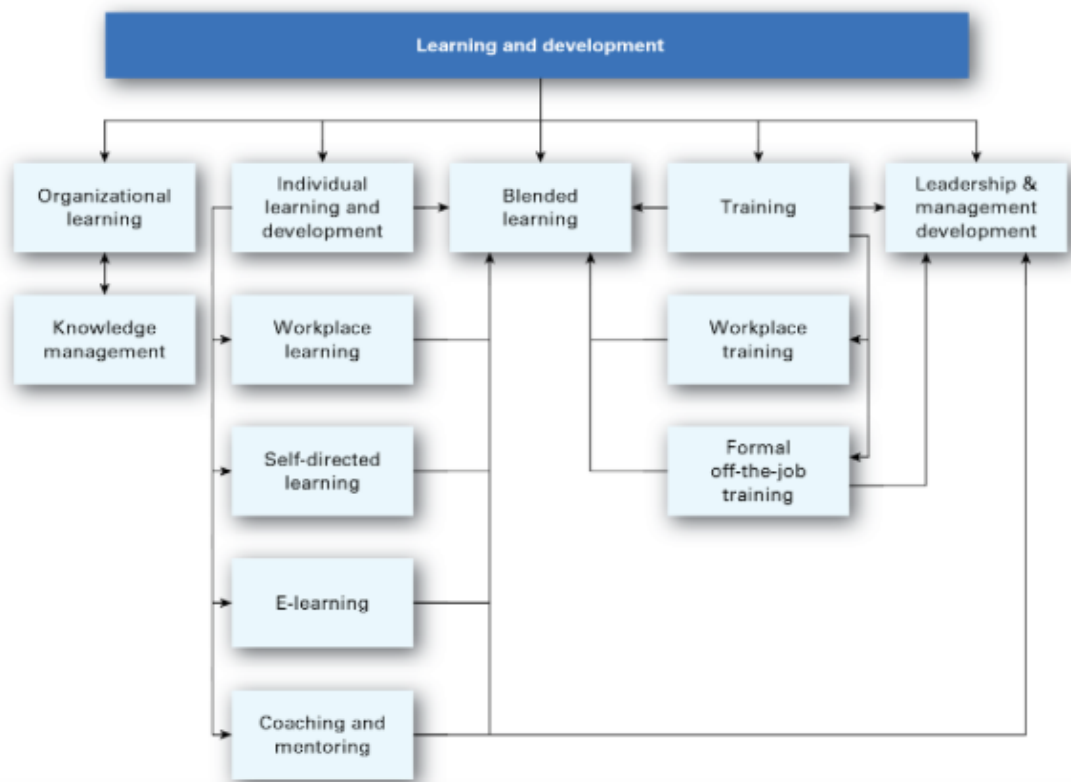 Learning and development
Organizational
learning
Individual
learning and
development
Blended
learning
Training
Leadership &
management
development
Knowledge
management
Workplace
learning
Workplace
training
Self-directed
learning
Formal
off-the-job
training
E-learning
Coaching and
mentoring